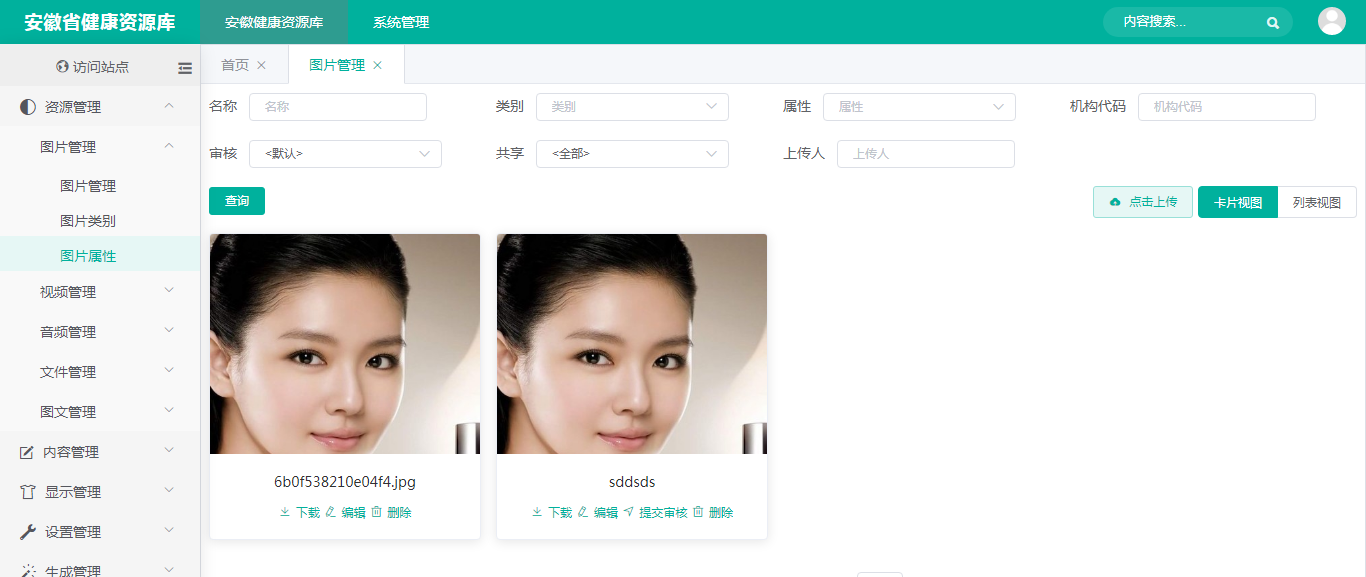 安徽省健康资源库 安徽健康资源库 系统管理 内容搜索...
访问站点
资源管理
图片管理
图片管理
图片类别
图片属性
视频管理
音频管理
文件管理
图文管理
内容管理
显示管理
设置管理
生成管理
首页 图片管理
名称 名称 类别 类别 属性 属性 机构代码 机构代码
审核 <默认> 共享 <全部> 上传人 上传人
查询 点击上传 卡片视图 列表视图
6b0f538210e04f4.jpg
下载 编辑 删除
sddsds
下载 编辑 提交审核 删除